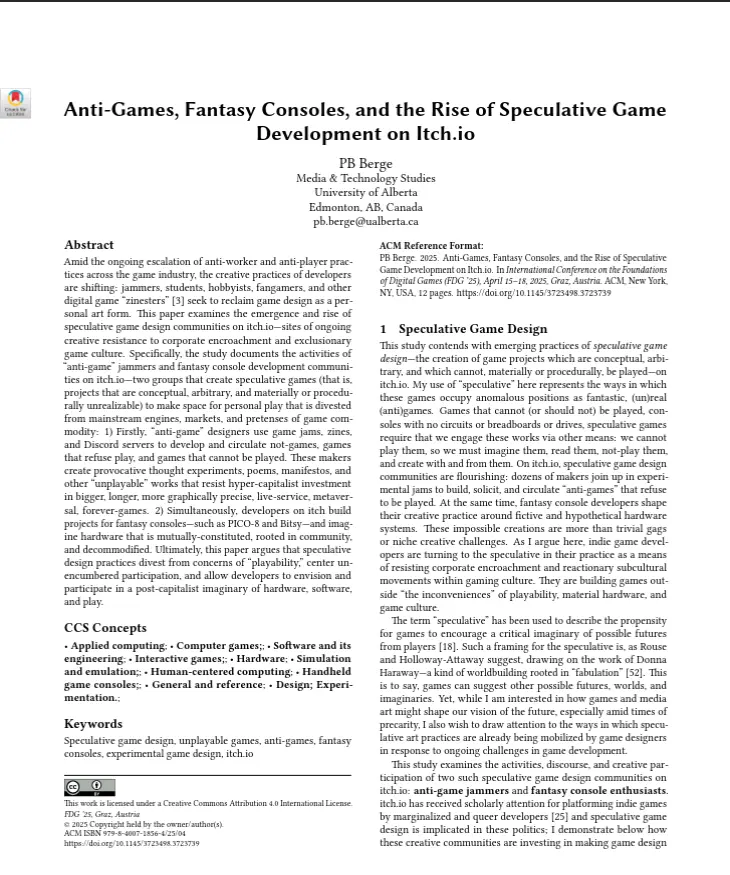 Check for
updates
Anti-Games, Fantasy Consoles, and the Rise of Speculative Game
Development on Itch.io
PB Berge
Media & Technology Studies
University of Alberta
Edmonton, AB, Canada
pb.berge@ualberta.ca
Abstract
Amid the ongoing escalation of anti-worker and anti-player prac-
tices across the game industry, the creative practices of developers
are shifting: jammers, students, hobbyists, fangamers, and other
digital game “zinesters” [3] seek to reclaim game design as a per-
sonal art form. This paper examines the emergence and rise of
speculative game design communities on itch.io—sites of ongoing
creative resistance to corporate encroachment and exclusionary
game culture. Specifically, the study documents the activities of
“anti-game” jammers and fantasy console development communi-
ties on itch.io—two groups that create speculative games (that is,
projects that are conceptual, arbitrary, and materially or procedu-
rally unrealizable) to make space for personal play that is divested
from mainstream engines, markets, and pretenses of game com-
modity: 1) Firstly, “anti-game” designers use game jams, zines,
and Discord servers to develop and circulate not-games, games
that refuse play, and games that cannot be played. These makers
create provocative thought experiments, poems, manifestos, and
other “unplayable” works that resist hyper-capitalist investment
in bigger, longer, more graphically precise, live-service, metaver-
sal, forever-games. 2) Simultaneously, developers on itch build
projects for fantasy consoles—such as PICO-8 and Bitsy—and imag-
ine hardware that is mutually-constituted, rooted in community,
and decommodified. Ultimately, this paper argues that speculative
design practices divest from concerns of “playability,” center un-
encumbered participation, and allow developers to envision and
participate in a post-capitalist imaginary of hardware, software,
and play.
CCS Concepts
• Applied computing; • Computer games;; • Software and its
engineering; • Interactive games;; • Hardware; • Simulation
and emulation;; • Human-centered computing; • Handheld
game consoles;; • General and reference; • Design; Experi-
mentation.;
Keywords
Speculative game design, unplayable games, anti-games, fantasy
consoles, experimental game design, itch.io
cc BY
This work is licensed under a Creative Commons Attribution 4.0 International License.
FDG ’25, Graz, Austria
© 2025 Copyright held by the owner/author(s).
ACM ISBN 979-8-4007-1856-4/25/04
https://doi.org/10.1145/3723498.3723739
ACM Reference Format:
PB Berge. 2025. Anti-Games, Fantasy Consoles, and the Rise of Speculative
Game Development on Itch.io. In International Conference on the Foundations
of Digital Games (FDG ’25), April 15–18, 2025, Graz, Austria. ACM, New York,
NY, USA, 12 pages. https://doi.org/10.1145/3723498.3723739
1 Speculative Game Design
This study contends with emerging practices of speculative game
design—the creation of game projects which are conceptual, arbi-
trary, and which cannot, materially or procedurally, be played—on
itch.io. My use of “speculative” here represents the ways in which
these games occupy anomalous positions as fantastic, (un)real
(anti)games. Games that cannot (or should not) be played, con-
soles with no circuits or breadboards or drives, speculative games
require that we engage these works via other means: we cannot
play them, so we must imagine them, read them, not-play them,
and create with and from them. On itch.io, speculative game design
communities are flourishing: dozens of makers join up in experi-
mental jams to build, solicit, and circulate “anti-games” that refuse
to be played. At the same time, fantasy console developers shape
their creative practice around fictive and hypothetical hardware
systems. These impossible creations are more than trivial gags
or niche creative challenges. As I argue here, indie game devel-
opers are turning to the speculative in their practice as a means
of resisting corporate encroachment and reactionary subcultural
movements within gaming culture. They are building games out-
side “the inconveniences” of playability, material hardware, and
game culture.
The term “speculative” has been used to describe the propensity
for games to encourage a critical imaginary of possible futures
from players [18]. Such a framing for the speculative is, as Rouse
and Holloway-Attaway suggest, drawing on the work of Donna
Haraway—a kind of worldbuilding rooted in “fabulation” [52]. This
is to say, games can suggest other possible futures, worlds, and
imaginaries. Yet, while I am interested in how games and media
art might shape our vision of the future, especially amid times of
precarity, I also wish to draw attention to the ways in which specu-
lative art practices are already being mobilized by game designers
in response to ongoing challenges in game development.
This study examines the activities, discourse, and creative par-
ticipation of two such speculative game design communities on
itch.io: anti-game jammers and fantasy console enthusiasts.
itch.io has received scholarly attention for platforming indie games
by marginalized and queer developers [25] and speculative game
design is implicated in these politics; I demonstrate below how
these creative communities are investing in making game design